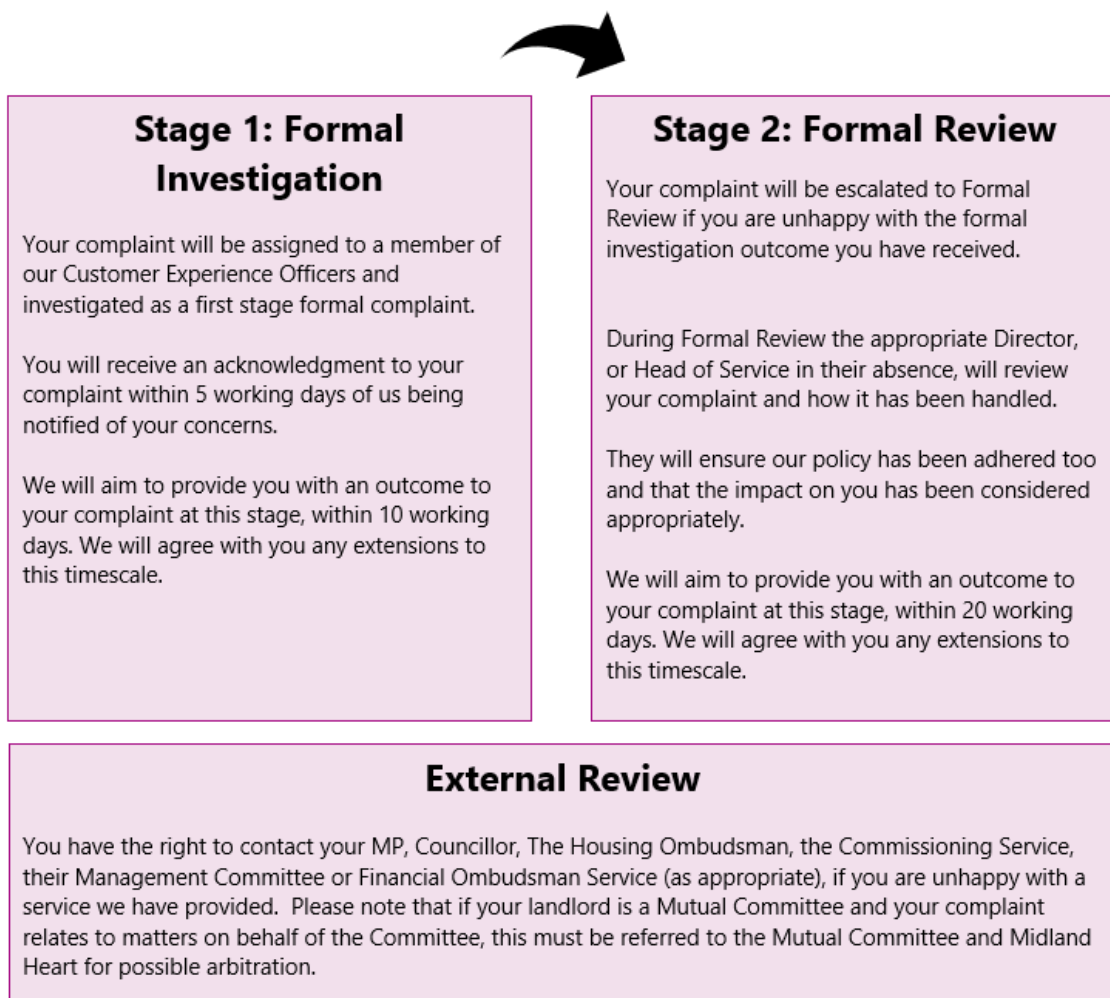 Stage 1: Formal
Investigation
Your complaint will be assigned to a member of
our Customer Experience Officers and
investigated as a first stage formal complaint.
You will receive an acknowledgment to your
complaint within 5 working days of us being
notified of your concerns.
We will aim to provide you with an outcome to
your complaint at this stage, within 10 working
days. We will agree with you any extensions to
this timescale.
Stage 2: Formal Review
Your complaint will be escalated to Formal
Review if you are unhappy with the formal
investigation outcome you have received.
During Formal Review the appropriate Director,
or Head of Service in their absence, will review
your complaint and how it has been handled.
They will ensure our policy has been adhered too
and that the impact on you has been considered
appropriately.
We will aim to provide you with an outcome to
your complaint at this stage, within 20 working
days. We will agree with you any extensions to
this timescale.
External Review
You have the right to contact your MP, Councillor, The Housing Ombudsman, the Commissioning Service,
their Management Committee or Financial Ombudsman Service (as appropriate), if you are unhappy with a
service we have provided.  Please note that if your landlord is a Mutual Committee and your complaint
relates to matters on behalf of the Committee, this must be referred to the Mutual Committee and Midland
Heart for possible arbitration.